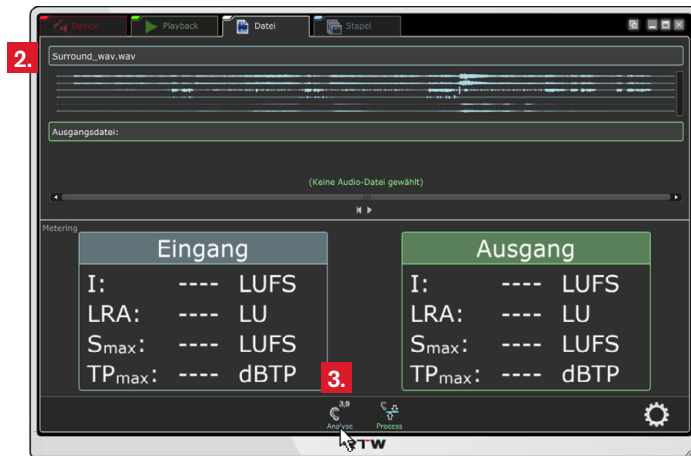 Device
Playback
Datei
Stapel
2.
Surround_wav.wav
Ausgangsdatei:
(Keine Audio-Datei gewählt)
Metering
Eingang
I: ---- LUFS
LRA: ---- LU
Smax: ---- LUFS
TPmax: ---- dBTP
Ausgang
I: ---- LUFS
LRA: ---- LU
Smax: ---- LUFS
TPmax: ---- dBTP
3.
3,9
Analyse
Process
RTW